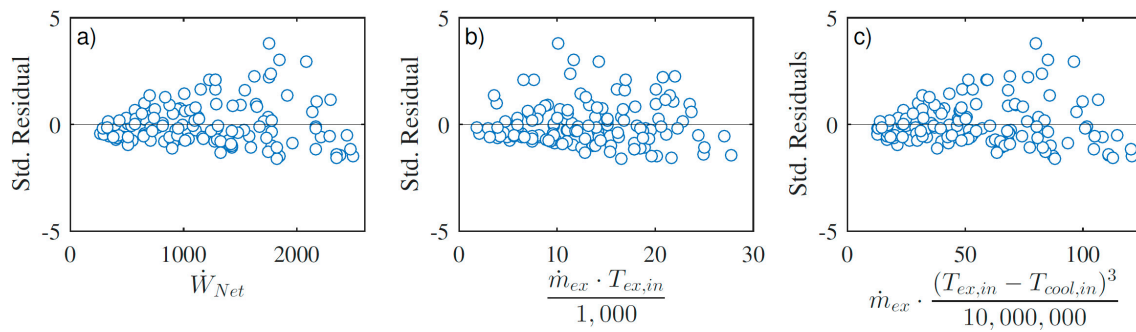 a)
Std. Residual
5
0
-5
0 1000 2000
Ẇ_Net
b)
Std. Residual
5
0
-5
0 10 20 30
ṁ_ex · T_ex,in
1,000
c)
Std. Residuals
5
0
-5
0 50 100
ṁ_ex · (T_ex,in − T_cool,in)³
10,000,000